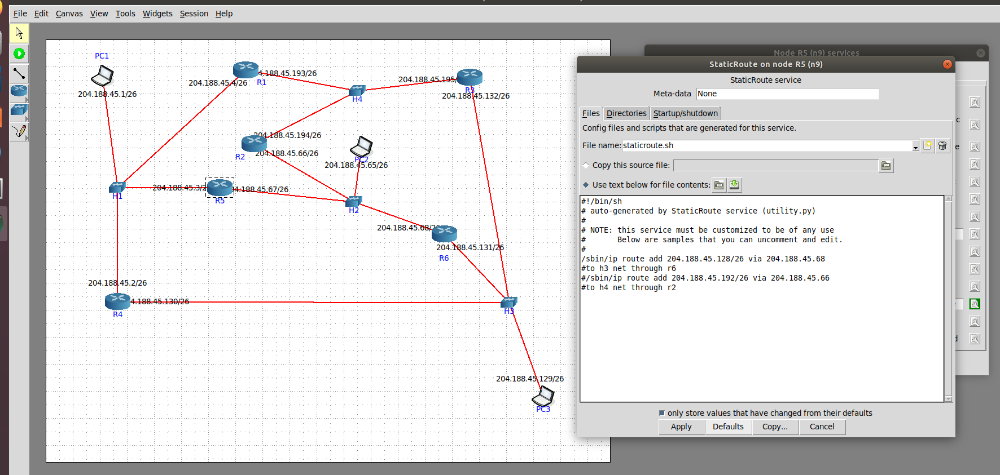 File Edit Canvas View Tools Widgets Session Help
PC1
204.188.45.1/26
4.188.45.193/26
204.188.45.4/26
R1
204.188.45.195/
R3
204.188.45.132/26
H4
204.188.45.194/26
R2
204.188.45.66/26
PC2
204.188.45.65/26
H1
204.188.45.3/2
4.188.45.67/26
R5
H2
204.188.45.68/26
204.188.45.131/26
R6
204.188.45.2/26
4.188.45.130/26
R4
H3
204.188.45.129/26
PC3
Node R5 (n9) services
StaticRoute on node R5 (n9)
StaticRoute service
Meta-data None
Files Directories Startup/shutdown
Config files and scripts that are generated for this service.
File name: staticroute.sh
Copy this source file:
Use text below for file contents:
#!/bin/sh
# auto-generated by StaticRoute service (utility.py)
#
# NOTE: this service must be customized to be of any use
#       Below are samples that you can uncomment and edit.
#
/sbin/ip route add 204.188.45.128/26 via 204.188.45.68
#to h3 net through r6
#/sbin/ip route add 204.188.45.192/26 via 204.188.45.66
#to h4 net through r2
only store values that have changed from their defaults
Apply Defaults Copy... Cancel
c
e
d